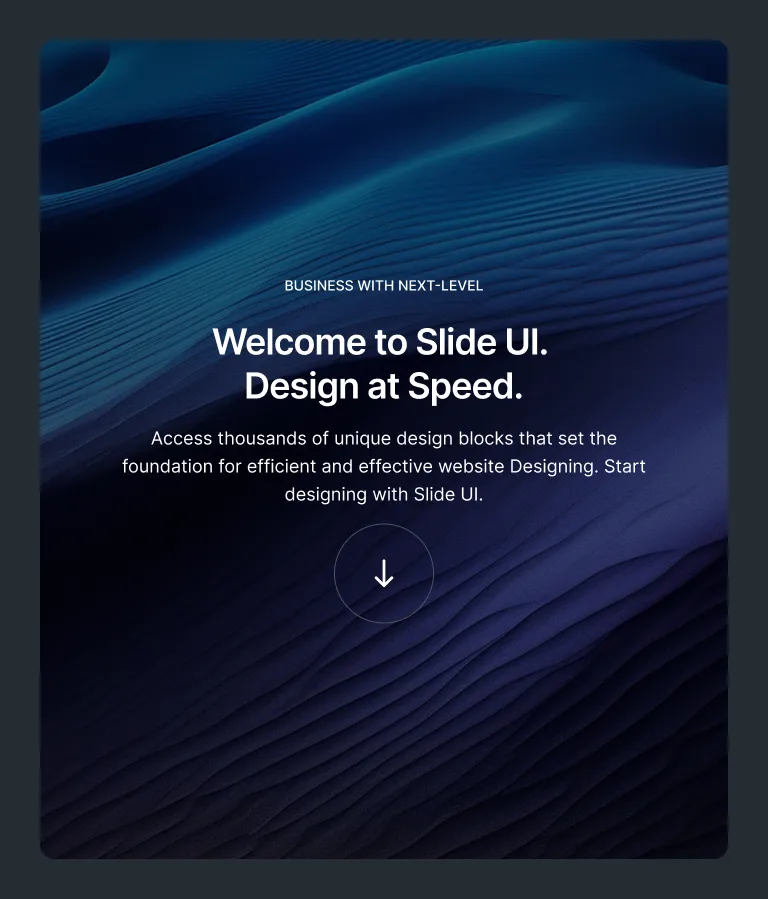 BUSINESS WITH NEXT-LEVEL
Welcome to Slide UI.
Design at Speed.
Access thousands of unique design blocks that set the
foundation for efficient and effective website Designing. Start
designing with Slide UI.